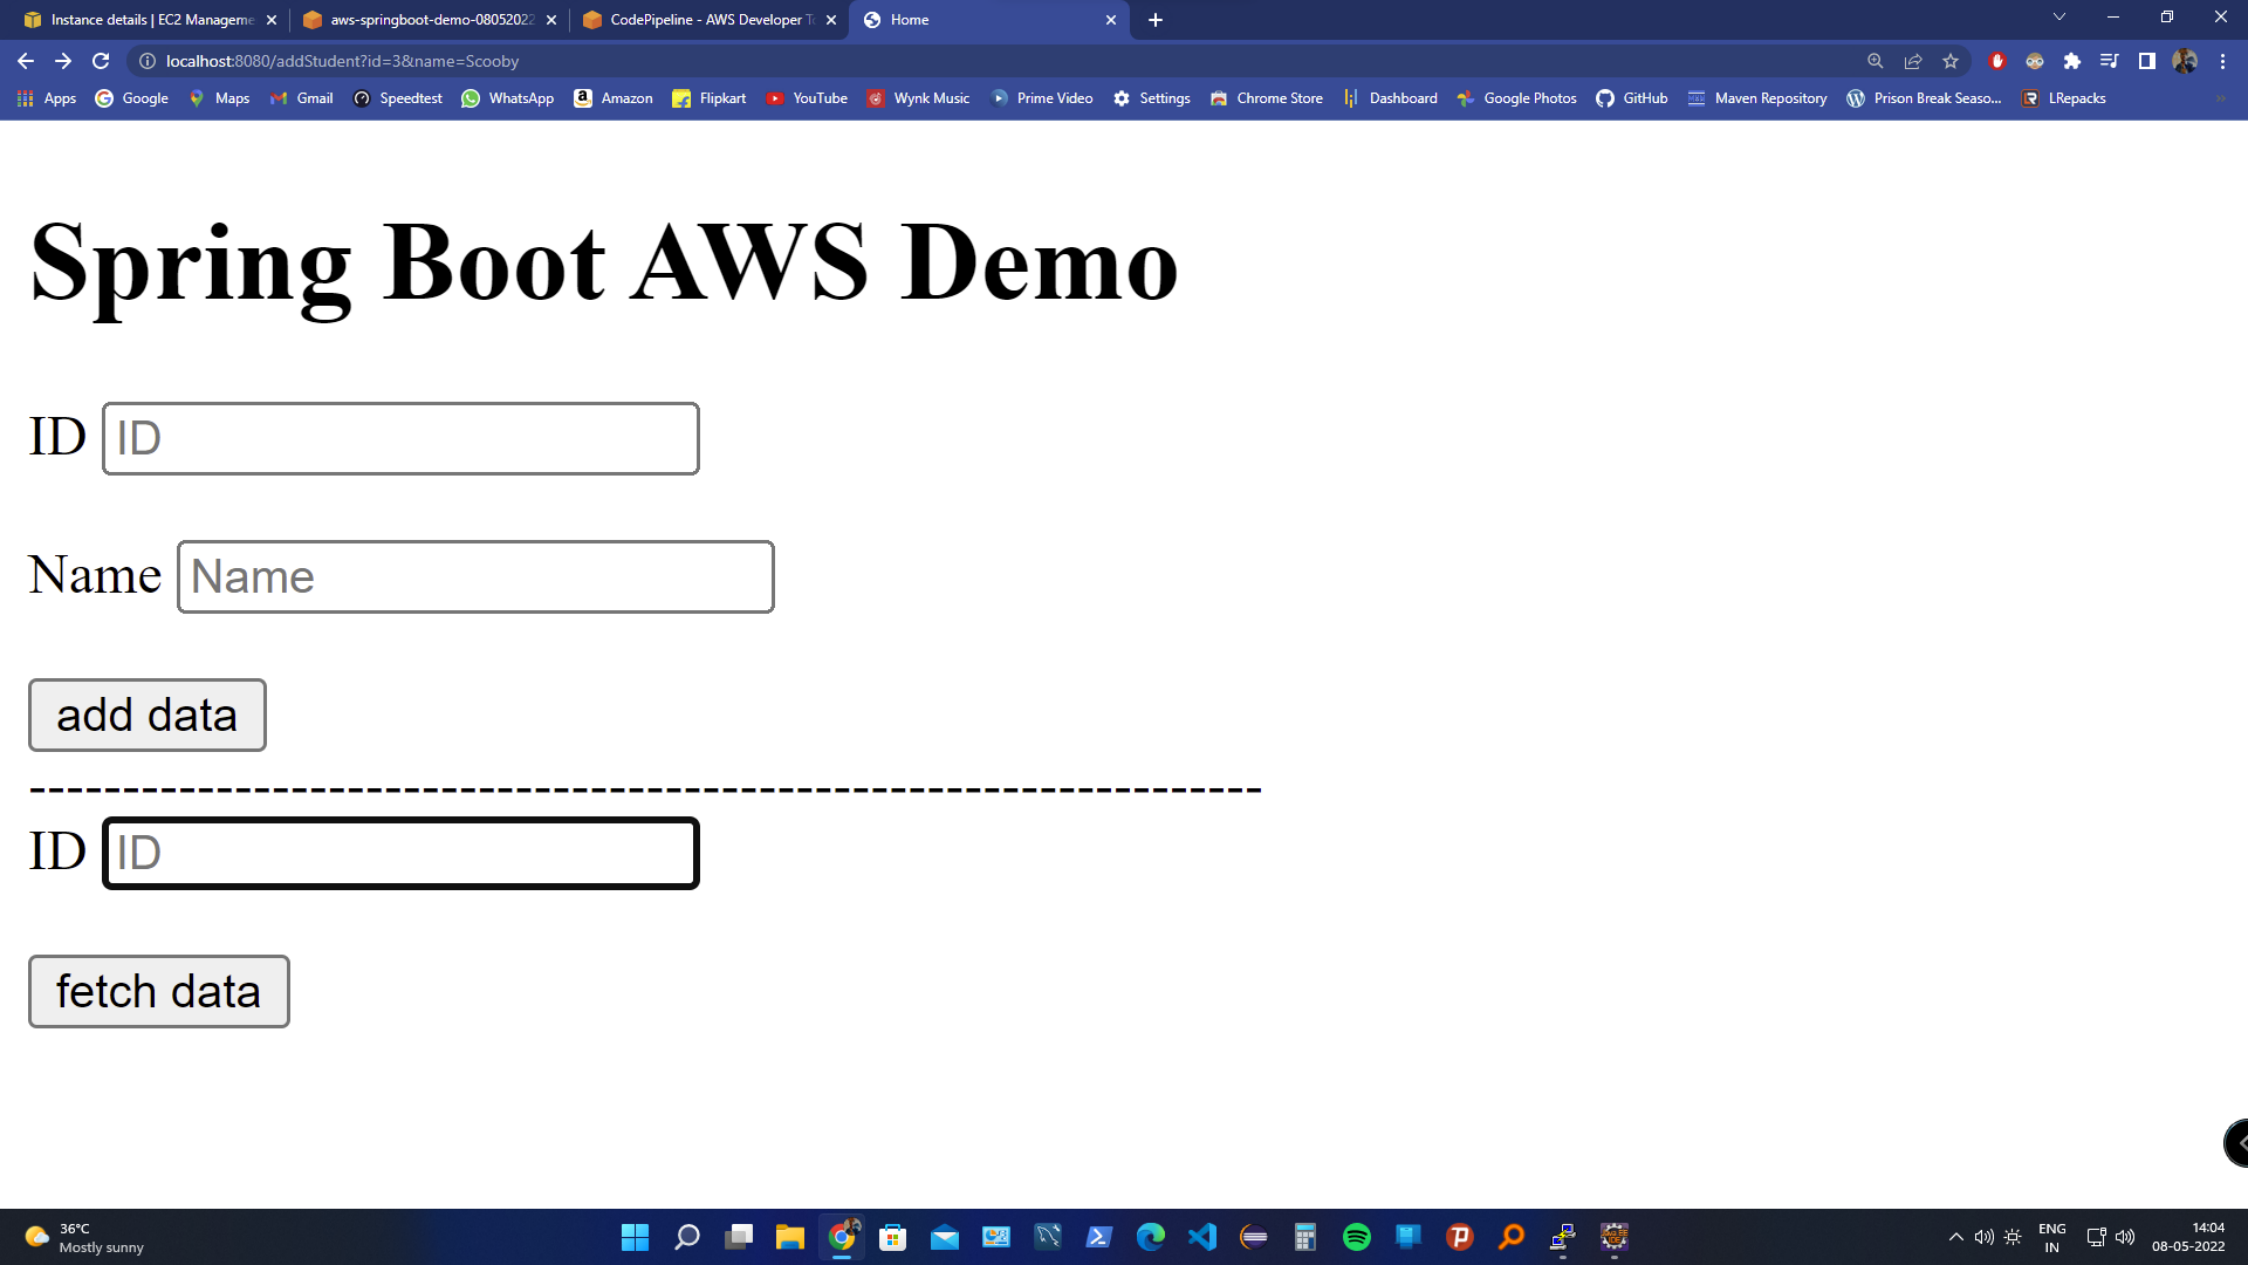 Instance details | EC2 Manageme
aws-springboot-demo-08052022
CodePipeline - AWS Developer To
Home
localhost:8080/addStudent?id=3&name=Scooby
Apps Google Maps Gmail Speedtest WhatsApp Amazon Flipkart YouTube Wynk Music Prime Video Settings Chrome Store Dashboard Google Photos GitHub Maven Repository Prison Break Seaso... LRepacks
Spring Boot AWS Demo
ID ID
Name Name
add data
------------------------------------------------------------------
ID ID
fetch data
36°C
Mostly sunny
ENG
IN
14:04
08-05-2022